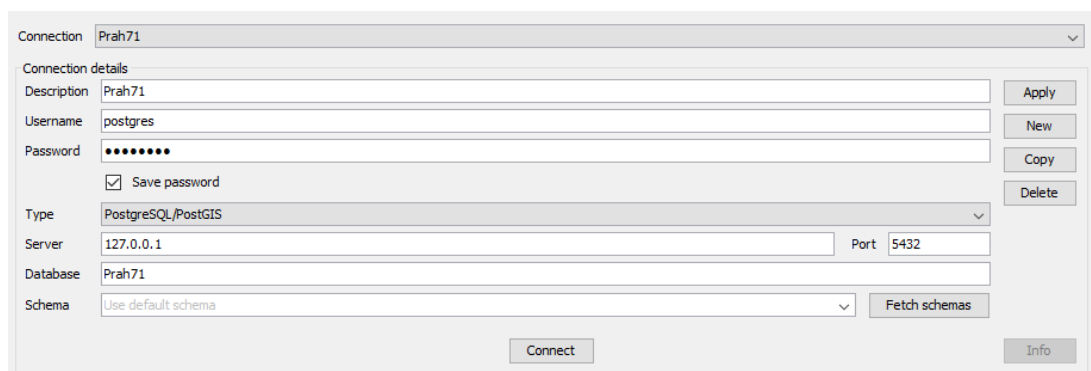 Connection Prah71
Connection details
Description Prah71 Apply
Username postgres New
Password •••••••• Copy
Save password Delete
Type PostgreSQL/PostGIS
Server 127.0.0.1 Port 5432
Database Prah71
Schema Use default schema Fetch schemas
Connect Info